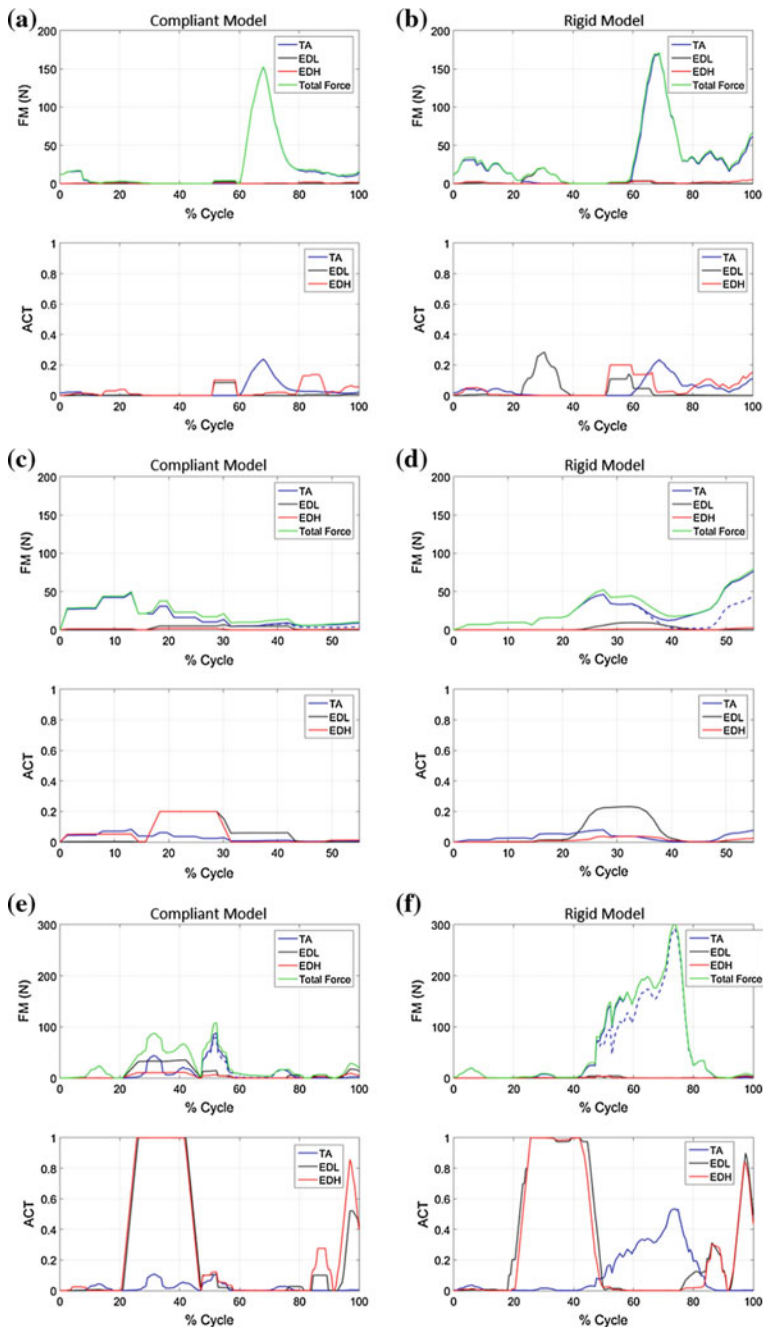 (a)
Compliant Model
200
150
100
50
0
FM (N)
TA
EDL
EDH
Total Force
0 20 40 60 80 100
% Cycle
1
0.8
0.6
0.4
0.2
0
ACT
TA
EDL
EDH
0 20 40 60 80 100
% Cycle
(b)
Rigid Model
200
150
100
50
0
FM (N)
TA
EDL
EDH
Total Force
0 20 40 60 80 100
% Cycle
1
0.8
0.6
0.4
0.2
0
ACT
TA
EDL
EDH
0 20 40 60 80 100
% Cycle
(c)
Compliant Model
200
150
100
50
0
FM (N)
TA
EDL
EDH
Total Force
0 10 20 30 40 50
% Cycle
1
0.8
0.6
0.4
0.2
0
ACT
TA
EDL
EDH
0 10 20 30 40 50
% Cycle
(d)
Rigid Model
200
150
100
50
0
FM (N)
TA
EDL
EDH
Total Force
0 10 20 30 40 50
% Cycle
1
0.8
0.6
0.4
0.2
0
ACT
TA
EDL
EDH
0 10 20 30 40 50
% Cycle
(e)
Compliant Model
300
200
100
0
FM (N)
TA
EDL
EDH
Total Force
0 20 40 60 80 100
% Cycle
1
0.8
0.6
0.4
0.2
0
ACT
TA
EDL
EDH
0 20 40 60 80 100
% Cycle
(f)
Rigid Model
300
200
100
0
FM (N)
TA
EDL
EDH
Total Force
0 20 40 60 80 100
% Cycle
1
0.8
0.6
0.4
0.2
0
ACT
TA
EDL
EDH
0 20 40 60 80 100
% Cycle